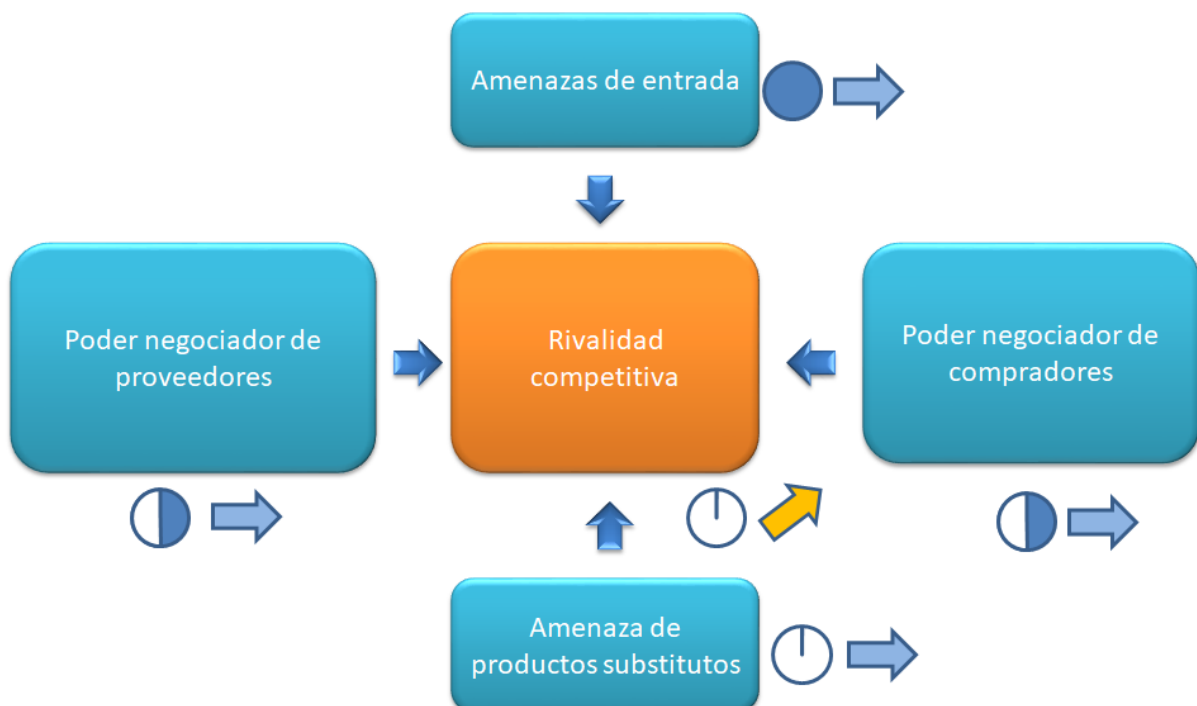 Amenazas de entrada
Poder negociador de
proveedores
Rivalidad
competitiva
Poder negociador de
compradores
Amenaza de
productos substitutos